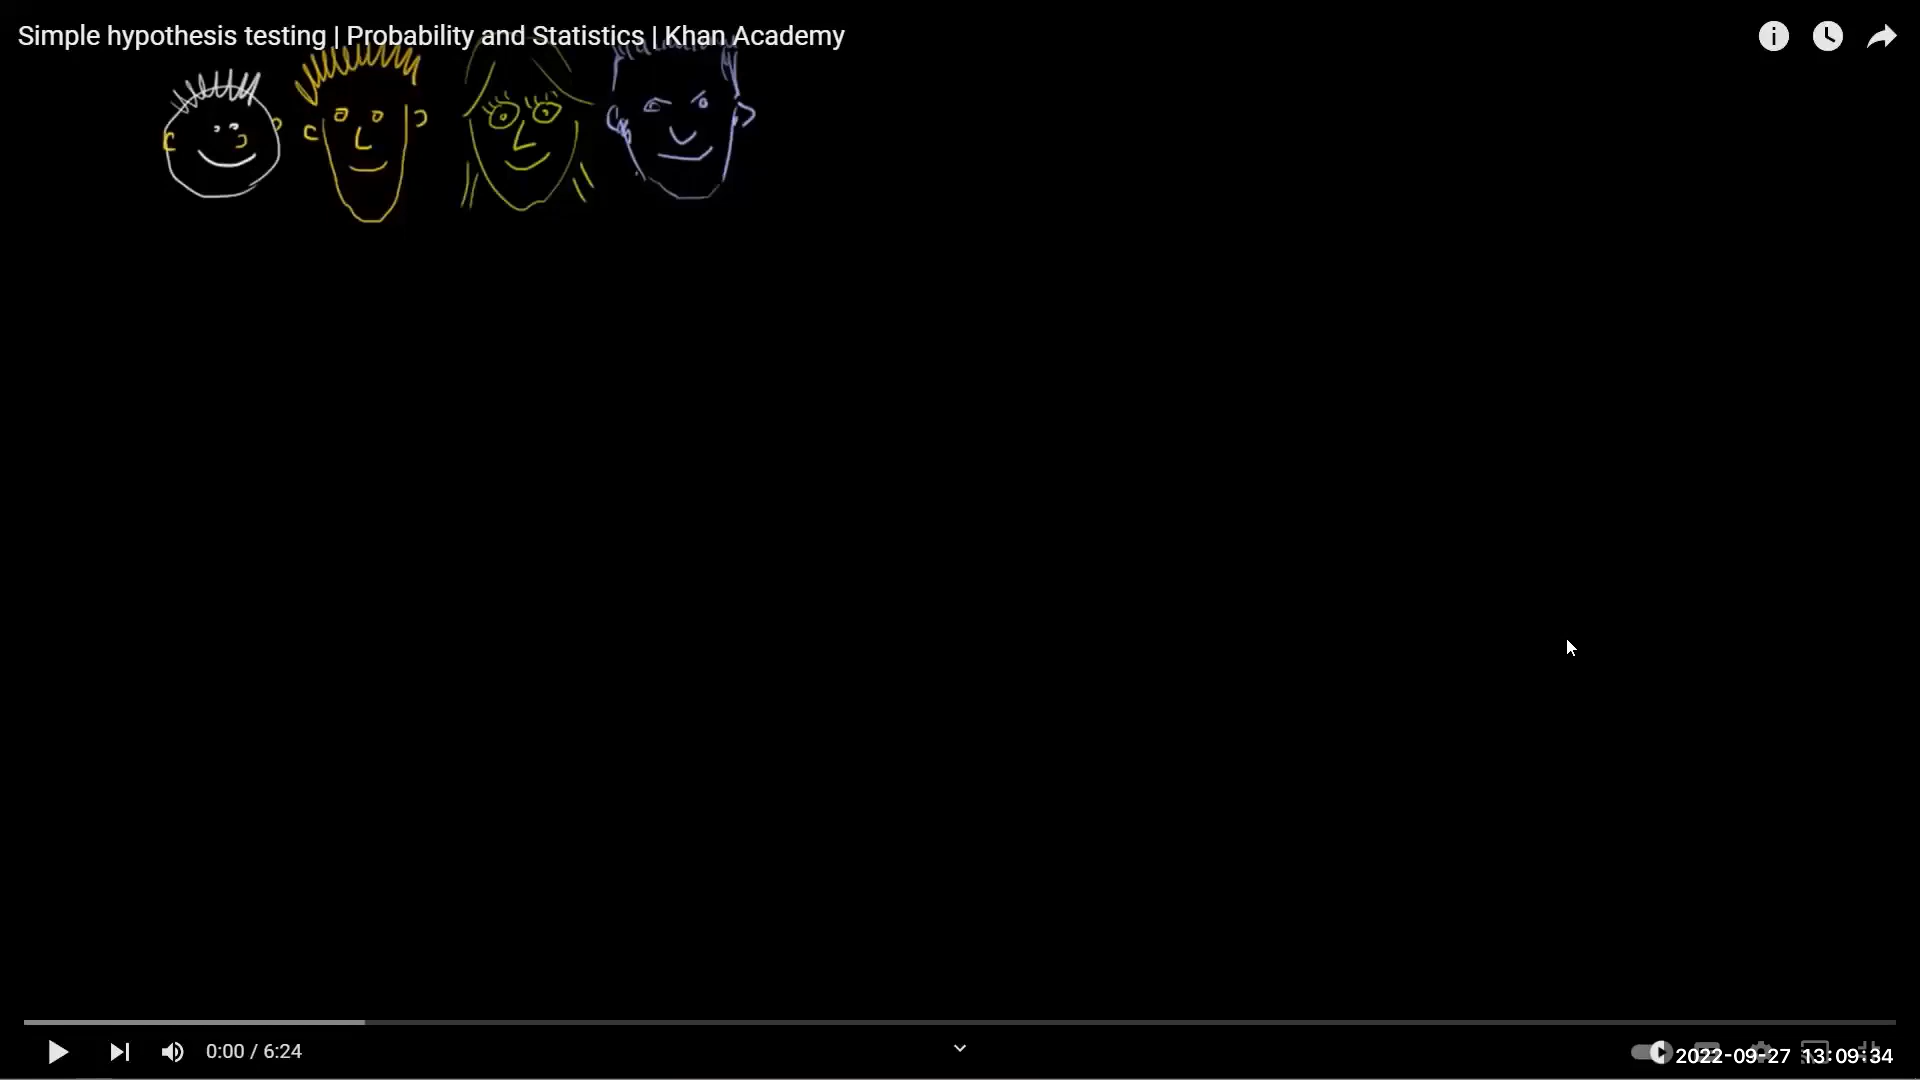 Simple hypothesis testing | Probability and Statistics | Khan Academy
0:00 / 6:24
2022-09-27 13:09:34